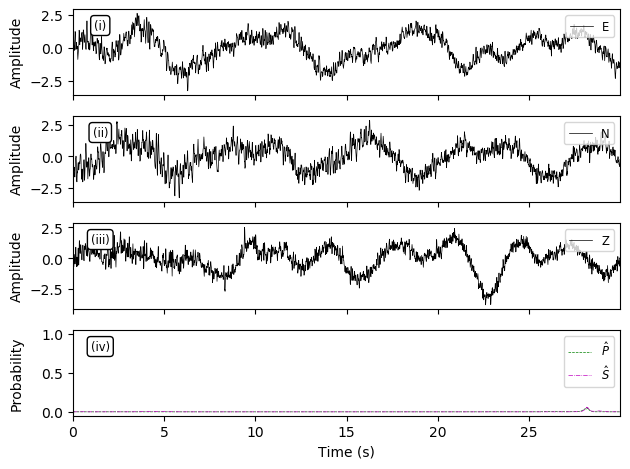 2.5
0.0
−2.5
Amplitude
(i)
E
2.5
0.0
−2.5
Amplitude
(ii)
N
2.5
0.0
−2.5
Amplitude
(iii)
Z
1.0
0.5
0.0
Probability
(iv)
P̂
Ŝ
0 5 10 15 20 25
Time (s)